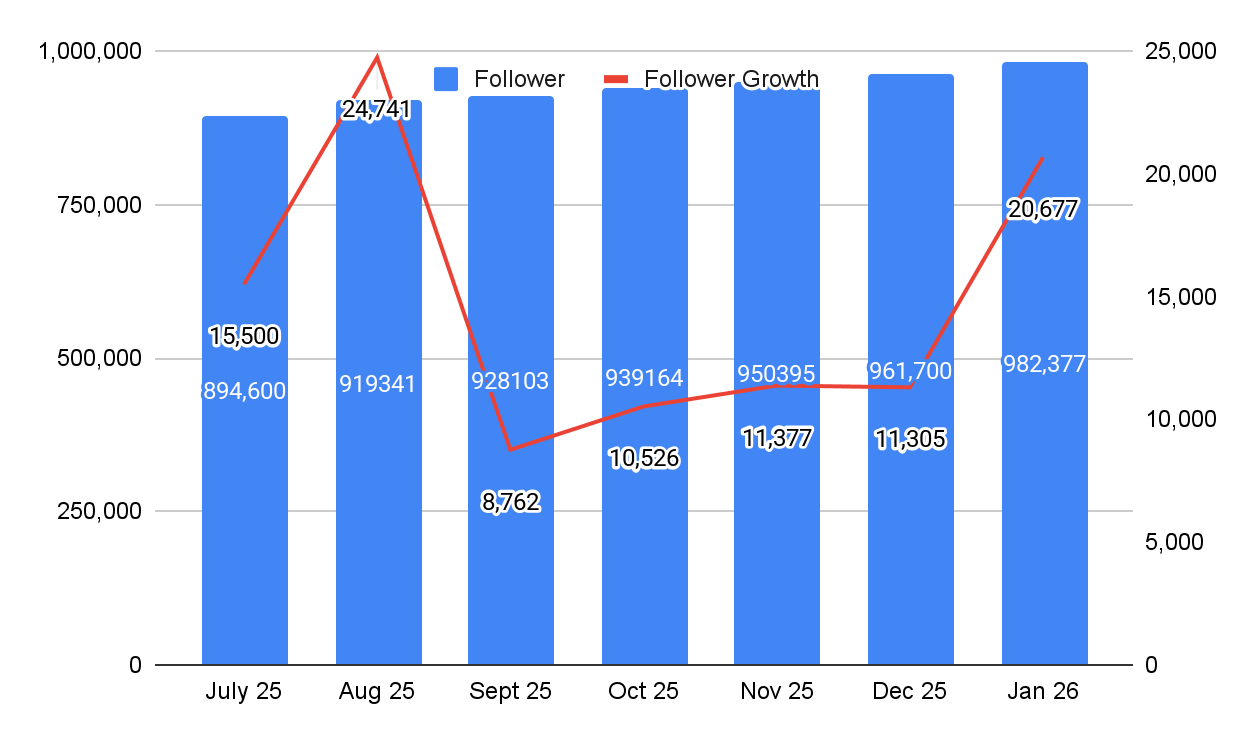 1,000,000
750,000
500,000
250,000
0
25,000
20,000
15,000
10,000
5,000
0
Follower
Follower Growth
15,500
24,741
8,762
10,526
11,377
11,305
20,677
894,600
919341
928103
939164
950395
961,700
982,377
July 25
Aug 25
Sept 25
Oct 25
Nov 25
Dec 25
Jan 26